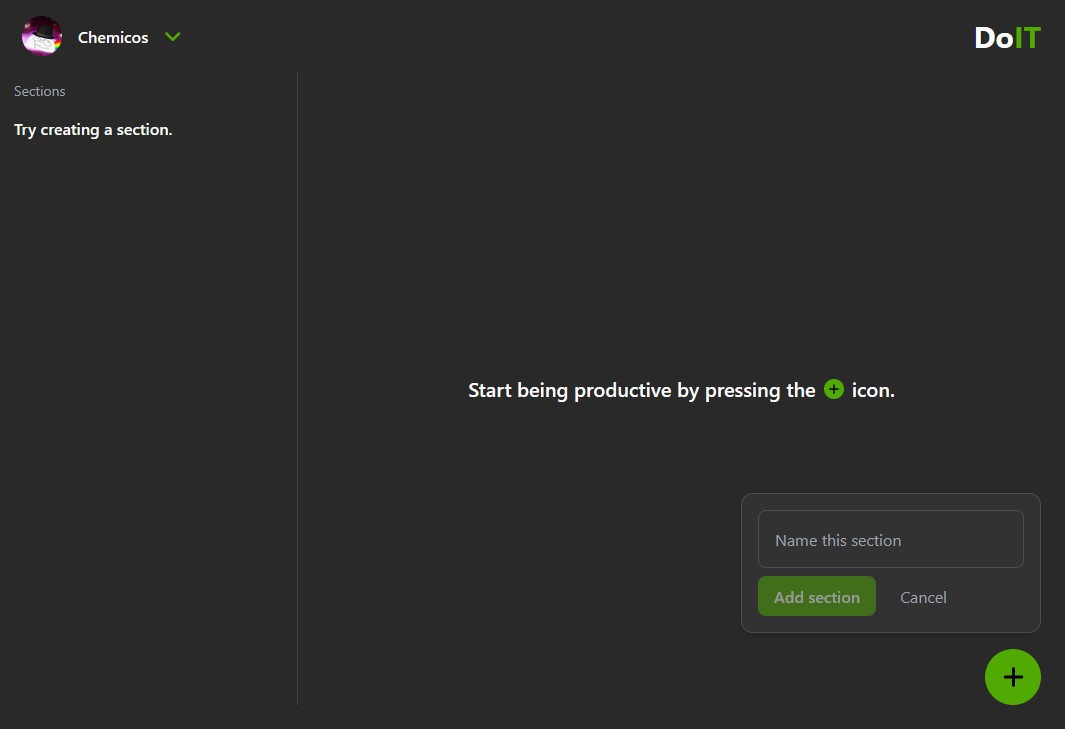 Chemicos
DoIT
Sections
Try creating a section.
Start being productive by pressing the + icon.
Name this section
Add section
Cancel